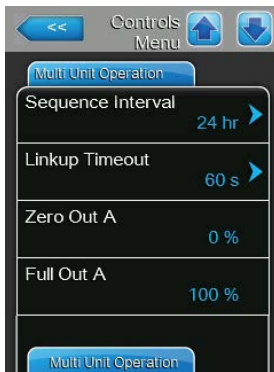 << Controls
Menu
Multi Unit Operation
Sequence Interval
24 hr
Linkup Timeout
60 s
Zero Out A
0 %
Full Out A
100 %
Multi Unit Operation